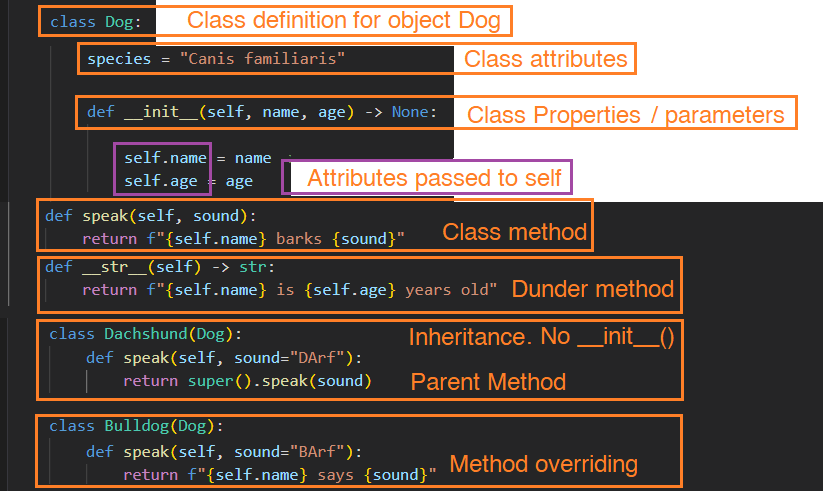 class Dog: Class definition for object Dog
species = "Canis familiaris" Class attributes
def __init__(self, name, age) -> None: Class Properties / parameters
self.name = name
self.age = age Attributes passed to self
def speak(self, sound):
return f"{self.name} barks {sound}" Class method
def __str__(self) -> str:
return f"{self.name} is {self.age} years old" Dunder method
class Dachshund(Dog): Inheritance. No __init__()
def speak(self, sound="DArf"):
return super().speak(sound) Parent Method
class Bulldog(Dog):
def speak(self, sound="BArf"):
return f"{self.name} says {sound}" Method overriding